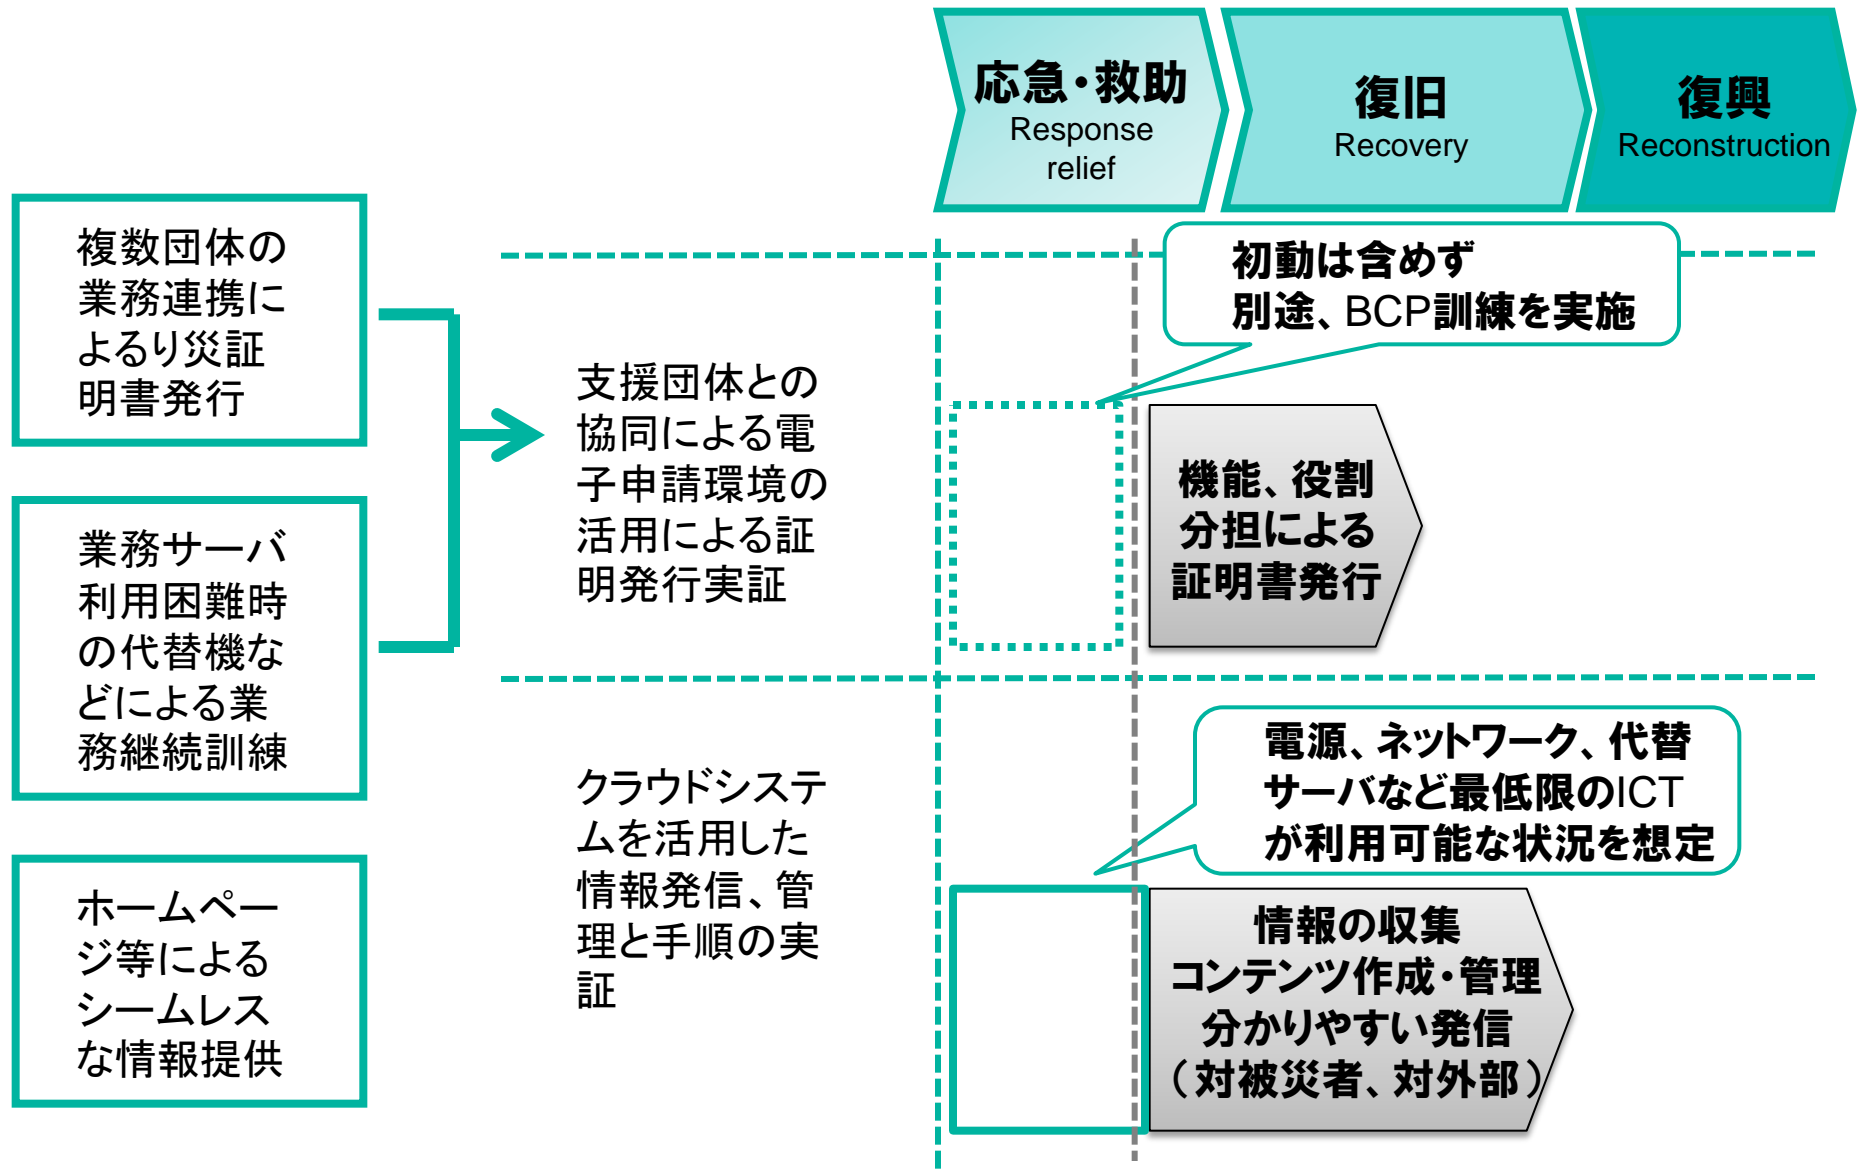 応急・救助
Response
relief
復旧
Recovery
復興
Reconstruction
複数団体の
業務連携に
よるり災証
明書発行
業務サーバ
利用困難時
の代替機な
どによる業
務継続訓練
ホームペー
ジ等による
シームレス
な情報提供
支援団体との
協同による電
子申請環境の
活用による証
明発行実証
初動は含めず
別途、BCP訓練を実施
機能、役割
分担による
証明書発行
クラウドシステ
ムを活用した
情報発信、管
理と手順の実
証
電源、ネットワーク、代替
サーバなど最低限のICT
が利用可能な状況を想定
情報の収集
コンテンツ作成・管理
分かりやすい発信
（対被災者、対外部）